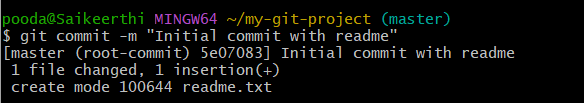 pooda@Saikeerthi MINGW64 ~/my-git-project (master)
$ git commit -m "Initial commit with readme"
[master (root-commit) 5e07083] Initial commit with readme
 1 file changed, 1 insertion(+)
 create mode 100644 readme.txt